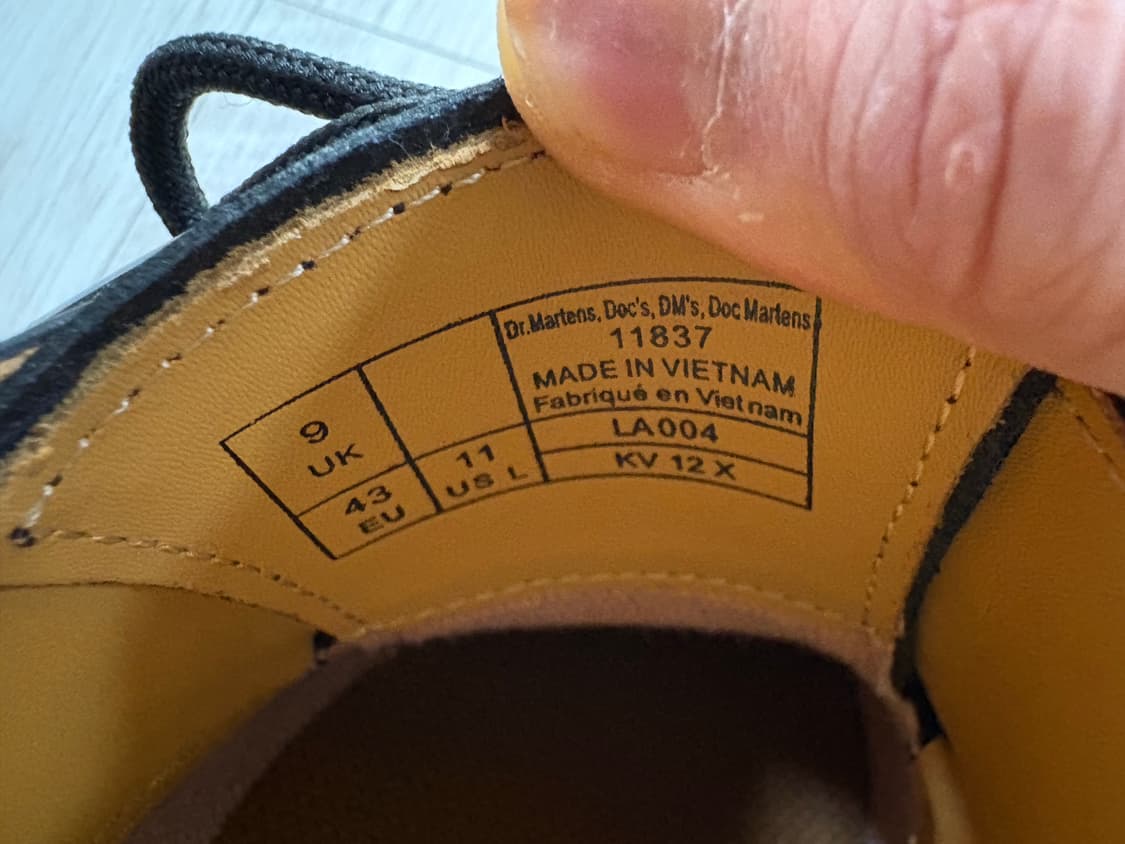 9
UK
43
EU
11
US L
Dr.Martens, Doc's, DM's, Doc Martens
11837
MADE IN VIETNAM
Fabriqué en Vietnam
LA004
KV 12 X